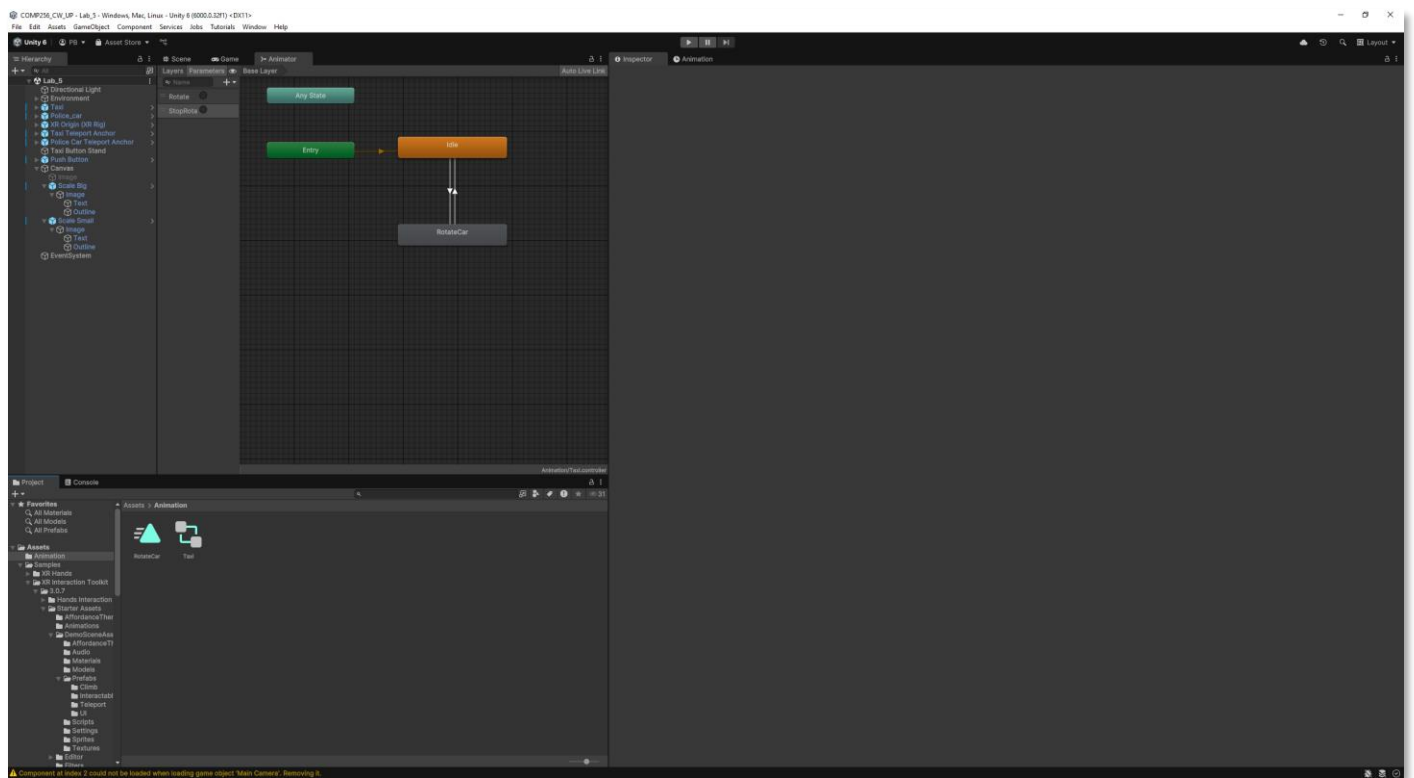 COMP256_CW_UP - Lab_5 - Windows, Mac, Linux - Unity 6 (6000.0.32f1) <DX11>
File Edit Assets GameObject Component Services Jobs Tutorials Window Help
Unity 6 PB Asset Store
Layout
Hierarchy
All
Lab_5
Directional Light
Environment
Taxi
Police_car
XR Origin (XR Rig)
Taxi Teleport Anchor
Police Car Teleport Anchor
Taxi Button Stand
Push Button
Canvas
Image
Scale Big
Image
Text
Outline
Scale Small
Image
Text
Outline
EventSystem
Scene Game Animator
Layers Parameters Base Layer Auto Live Link
Name
Rotate
StopRota
Any State
Entry
Idle
RotateCar
Animation/Taxi.controller
Inspector Animation
Project Console
31
Favorites
All Materials
All Models
All Prefabs
Assets
Animation
Samples
XR Hands
XR Interaction Toolkit
3.0.7
Hands Interaction
Starter Assets
AffordanceTher
Animations
DemoSceneAss
AffordanceTh
Audio
Materials
Models
Prefabs
Climb
Interactabl
Teleport
UI
Scripts
Settings
Sprites
Textures
Editor
Filters
Assets > Animation
RotateCar Taxi
Component at index 2 could not be loaded when loading game object 'Main Camera'. Removing it.